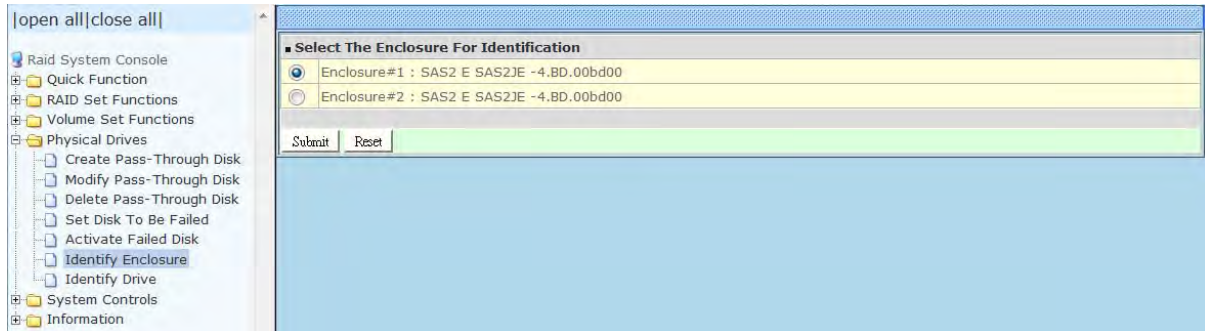 |open all|close all|
Raid System Console
Quick Function
RAID Set Functions
Volume Set Functions
Physical Drives
Create Pass-Through Disk
Modify Pass-Through Disk
Delete Pass-Through Disk
Set Disk To Be Failed
Activate Failed Disk
Identify Enclosure
Identify Drive
System Controls
Information
Select The Enclosure For Identification
Enclosure#1 : SAS2 E SAS2JE -4.BD.00bd00
Enclosure#2 : SAS2 E SAS2JE -4.BD.00bd00
Submit Reset